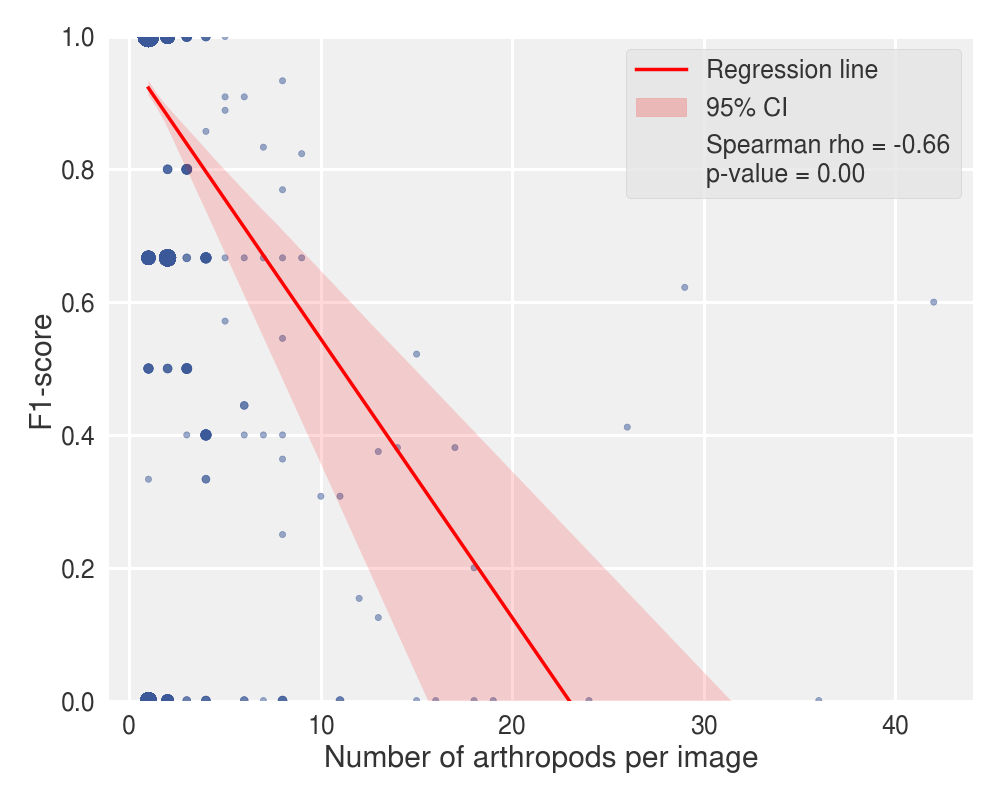 1.0
0.8
0.6
0.4
0.2
0.0
F1-score
Regression line
95% CI
Spearman rho = -0.66
p-value = 0.00
0
10
20
30
40
Number of arthropods per image